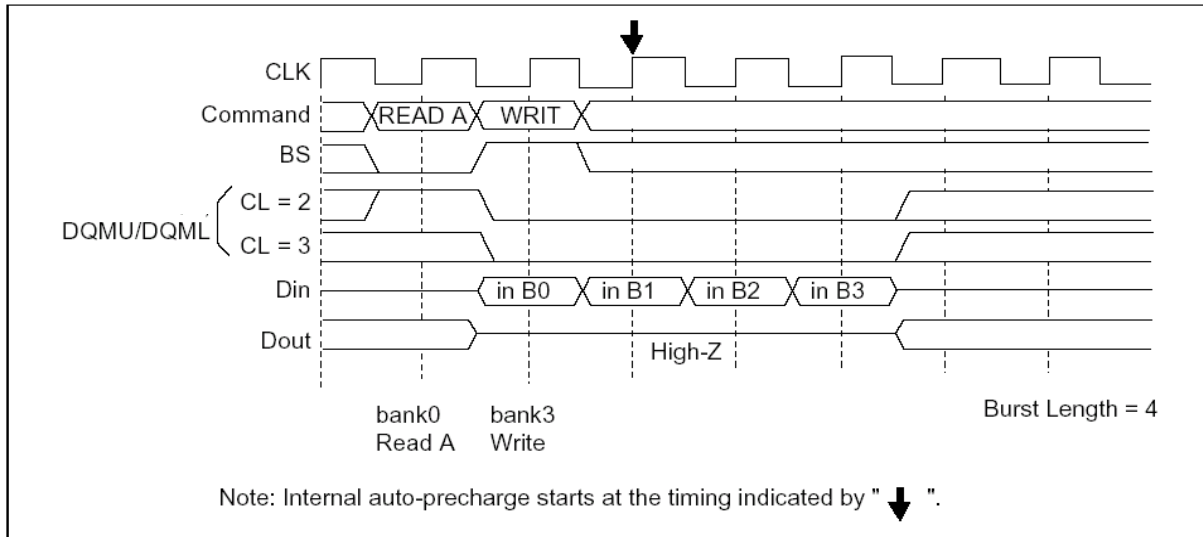 CLK
Command READ A WRIT
BS
CL = 2
DQMU/DQML
CL = 3
Din in B0 in B1 in B2 in B3
Dout High-Z
bank0 bank3 Burst Length = 4
Read A Write
Note: Internal auto-precharge starts at the timing indicated by " ".